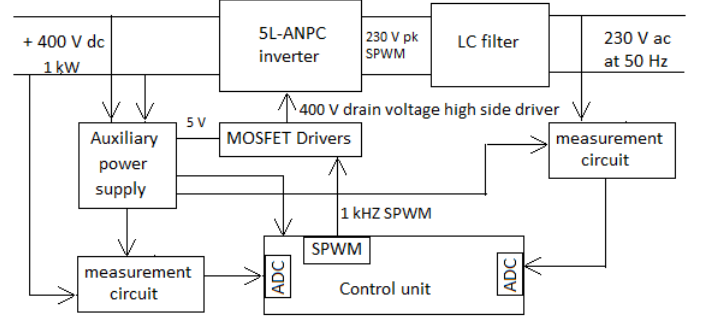 + 400 V dc
1 kW
5L-ANPC
inverter
230 V pk
SPWM
LC filter
230 V ac
at 50 Hz
400 V drain voltage high side driver
5 V
MOSFET Drivers
Auxiliary
power
supply
measurement
circuit
1 kHZ SPWM
SPWM
measurement
circuit
ADC
Control unit
ADC